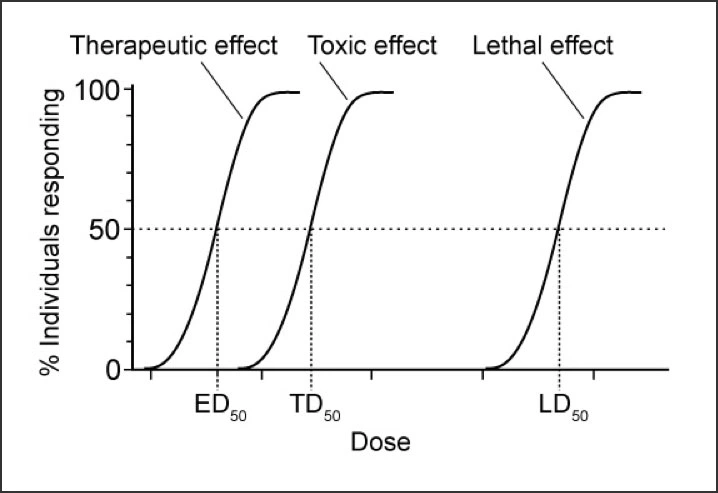 Therapeutic effect Toxic effect Lethal effect
% Individuals responding
100
50
0
ED50 TD50 LD50
Dose